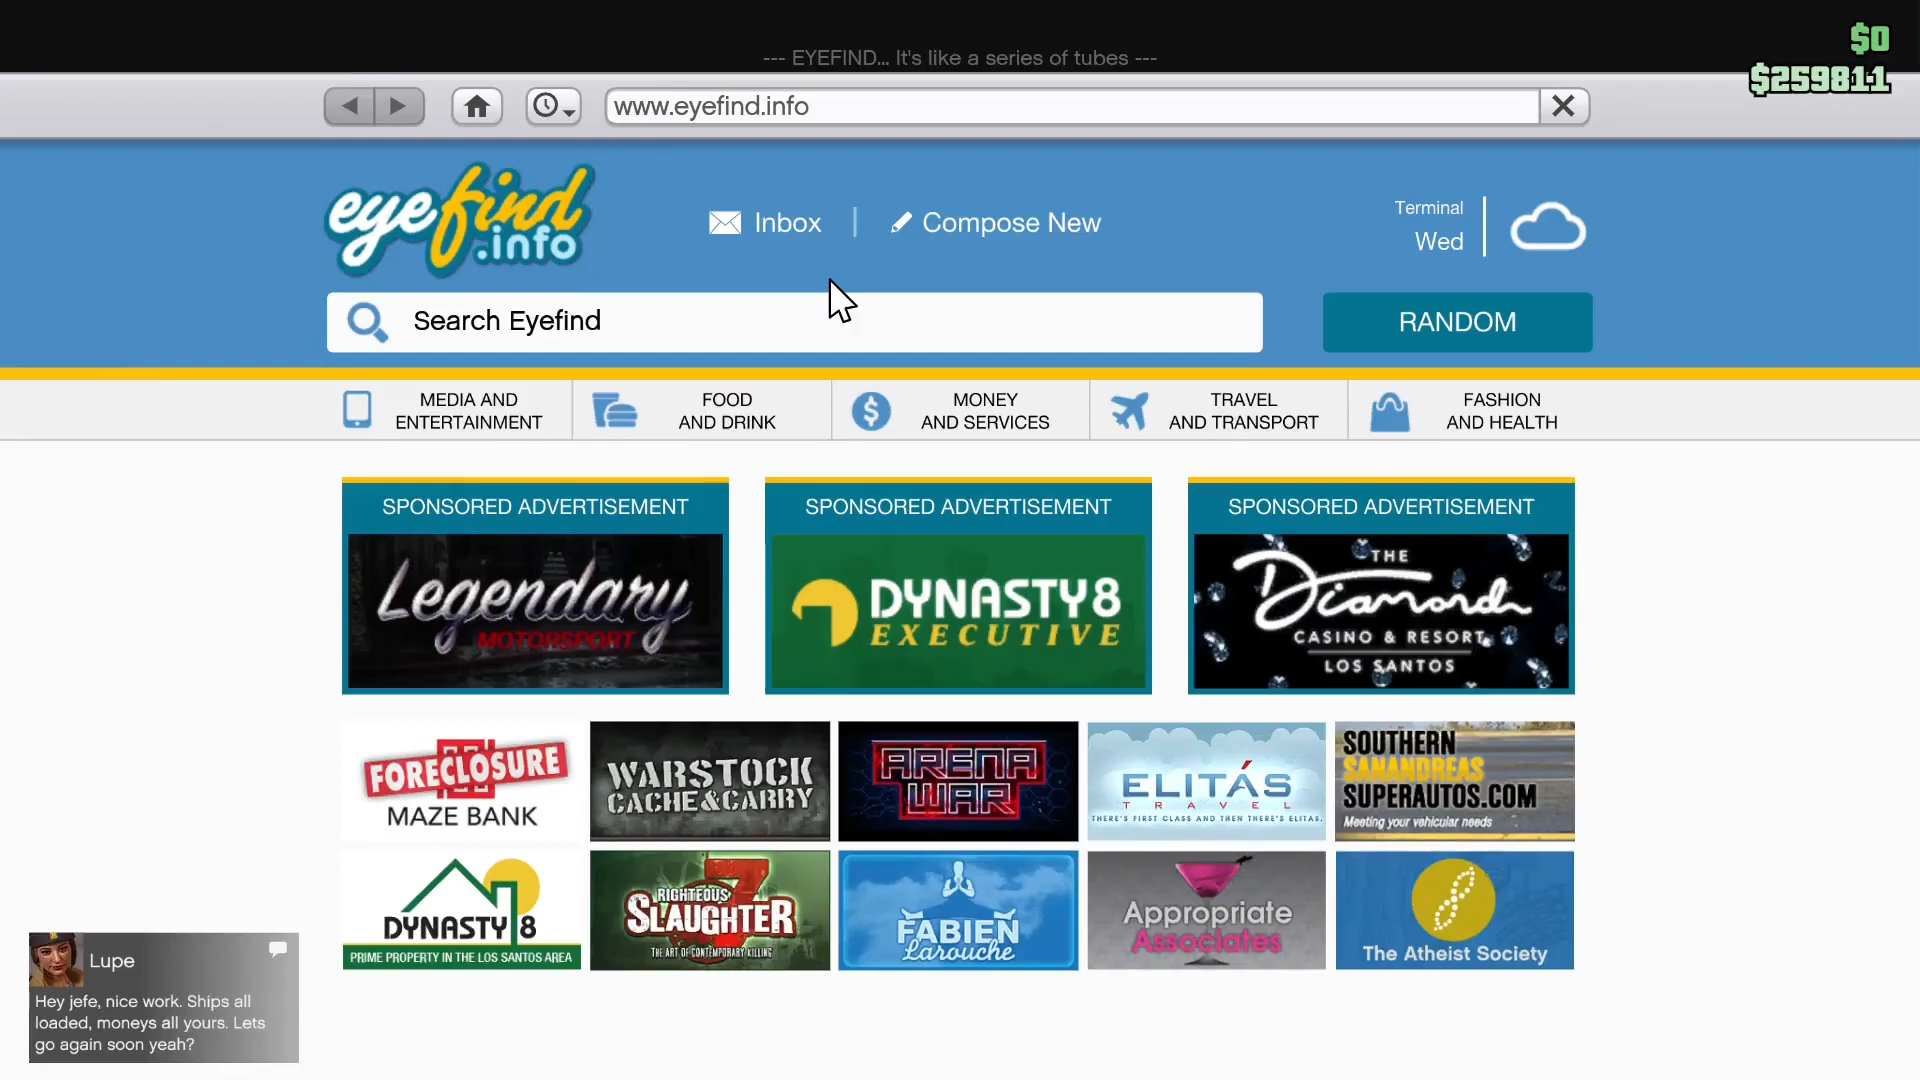 $0
--- EYEFIND... It's like a series of tubes ---
$259811
www.eyefind.info
eyefind
.info
Inbox
Compose New
Terminal
Wed
Search Eyefind
RANDOM
MEDIA AND
ENTERTAINMENT
FOOD
AND DRINK
MONEY
AND SERVICES
TRAVEL
AND TRANSPORT
FASHION
AND HEALTH
SPONSORED ADVERTISEMENT
Legendary
MOTORSPORT
SPONSORED ADVERTISEMENT
DYNASTY8
EXECUTIVE
SPONSORED ADVERTISEMENT
THE
Diamond
CASINO & RESORT
LOS SANTOS
FORECLOSURE
MAZE BANK
WARSTOCK
CACHE&CARRY
ARENA
WAR
ELITÁS
TRAVEL
THERE'S FIRST CLASS AND THEN THERE'S ELITAS.
SOUTHERN
SANANDREAS
SUPERAUTOS.COM
Meeting your vehicular needs
DYNASTY 8
PRIME PROPERTY IN THE LOS SANTOS AREA
RIGHTEOUS
SLAUGHTER
7
THE ART OF CONTEMPORARY KILLING
FABIEN
Larouche
Appropriate
Associates
The Atheist Society
Lupe
Hey jefe, nice work. Ships all
loaded, moneys all yours. Lets
go again soon yeah?